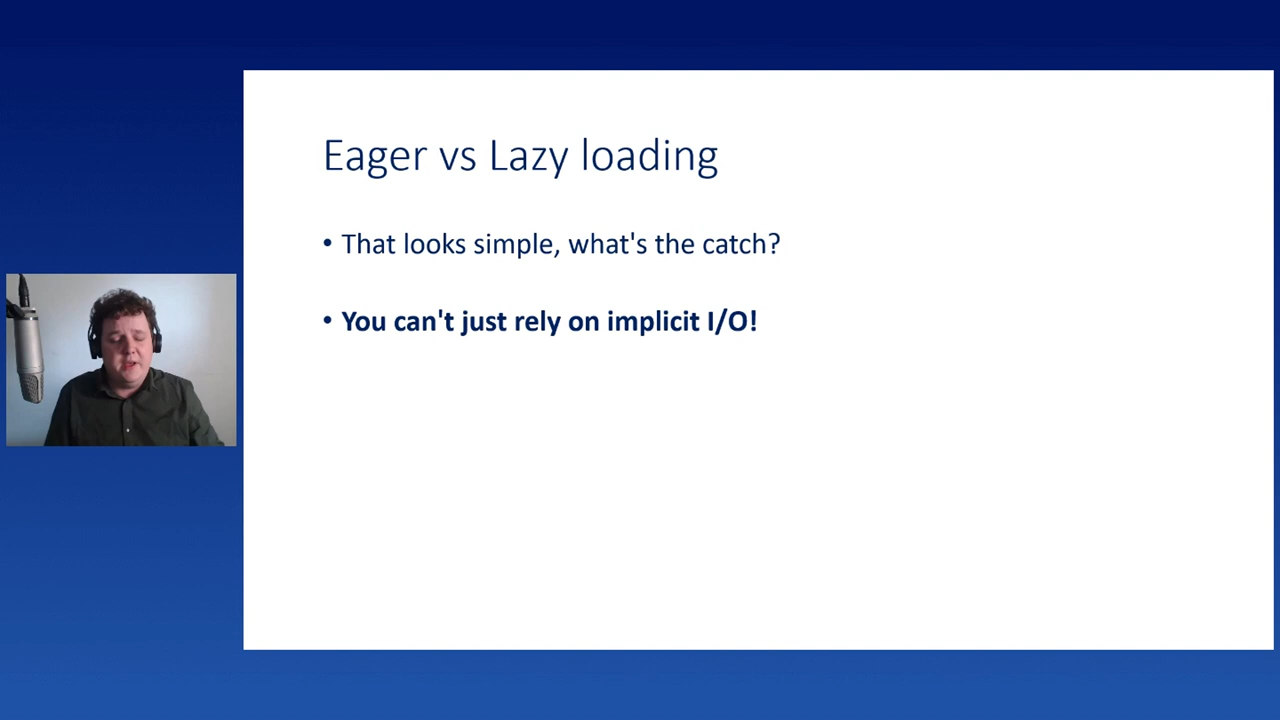 Eager vs Lazy loading
• That looks simple, what's the catch?
• You can't just rely on implicit I/O!